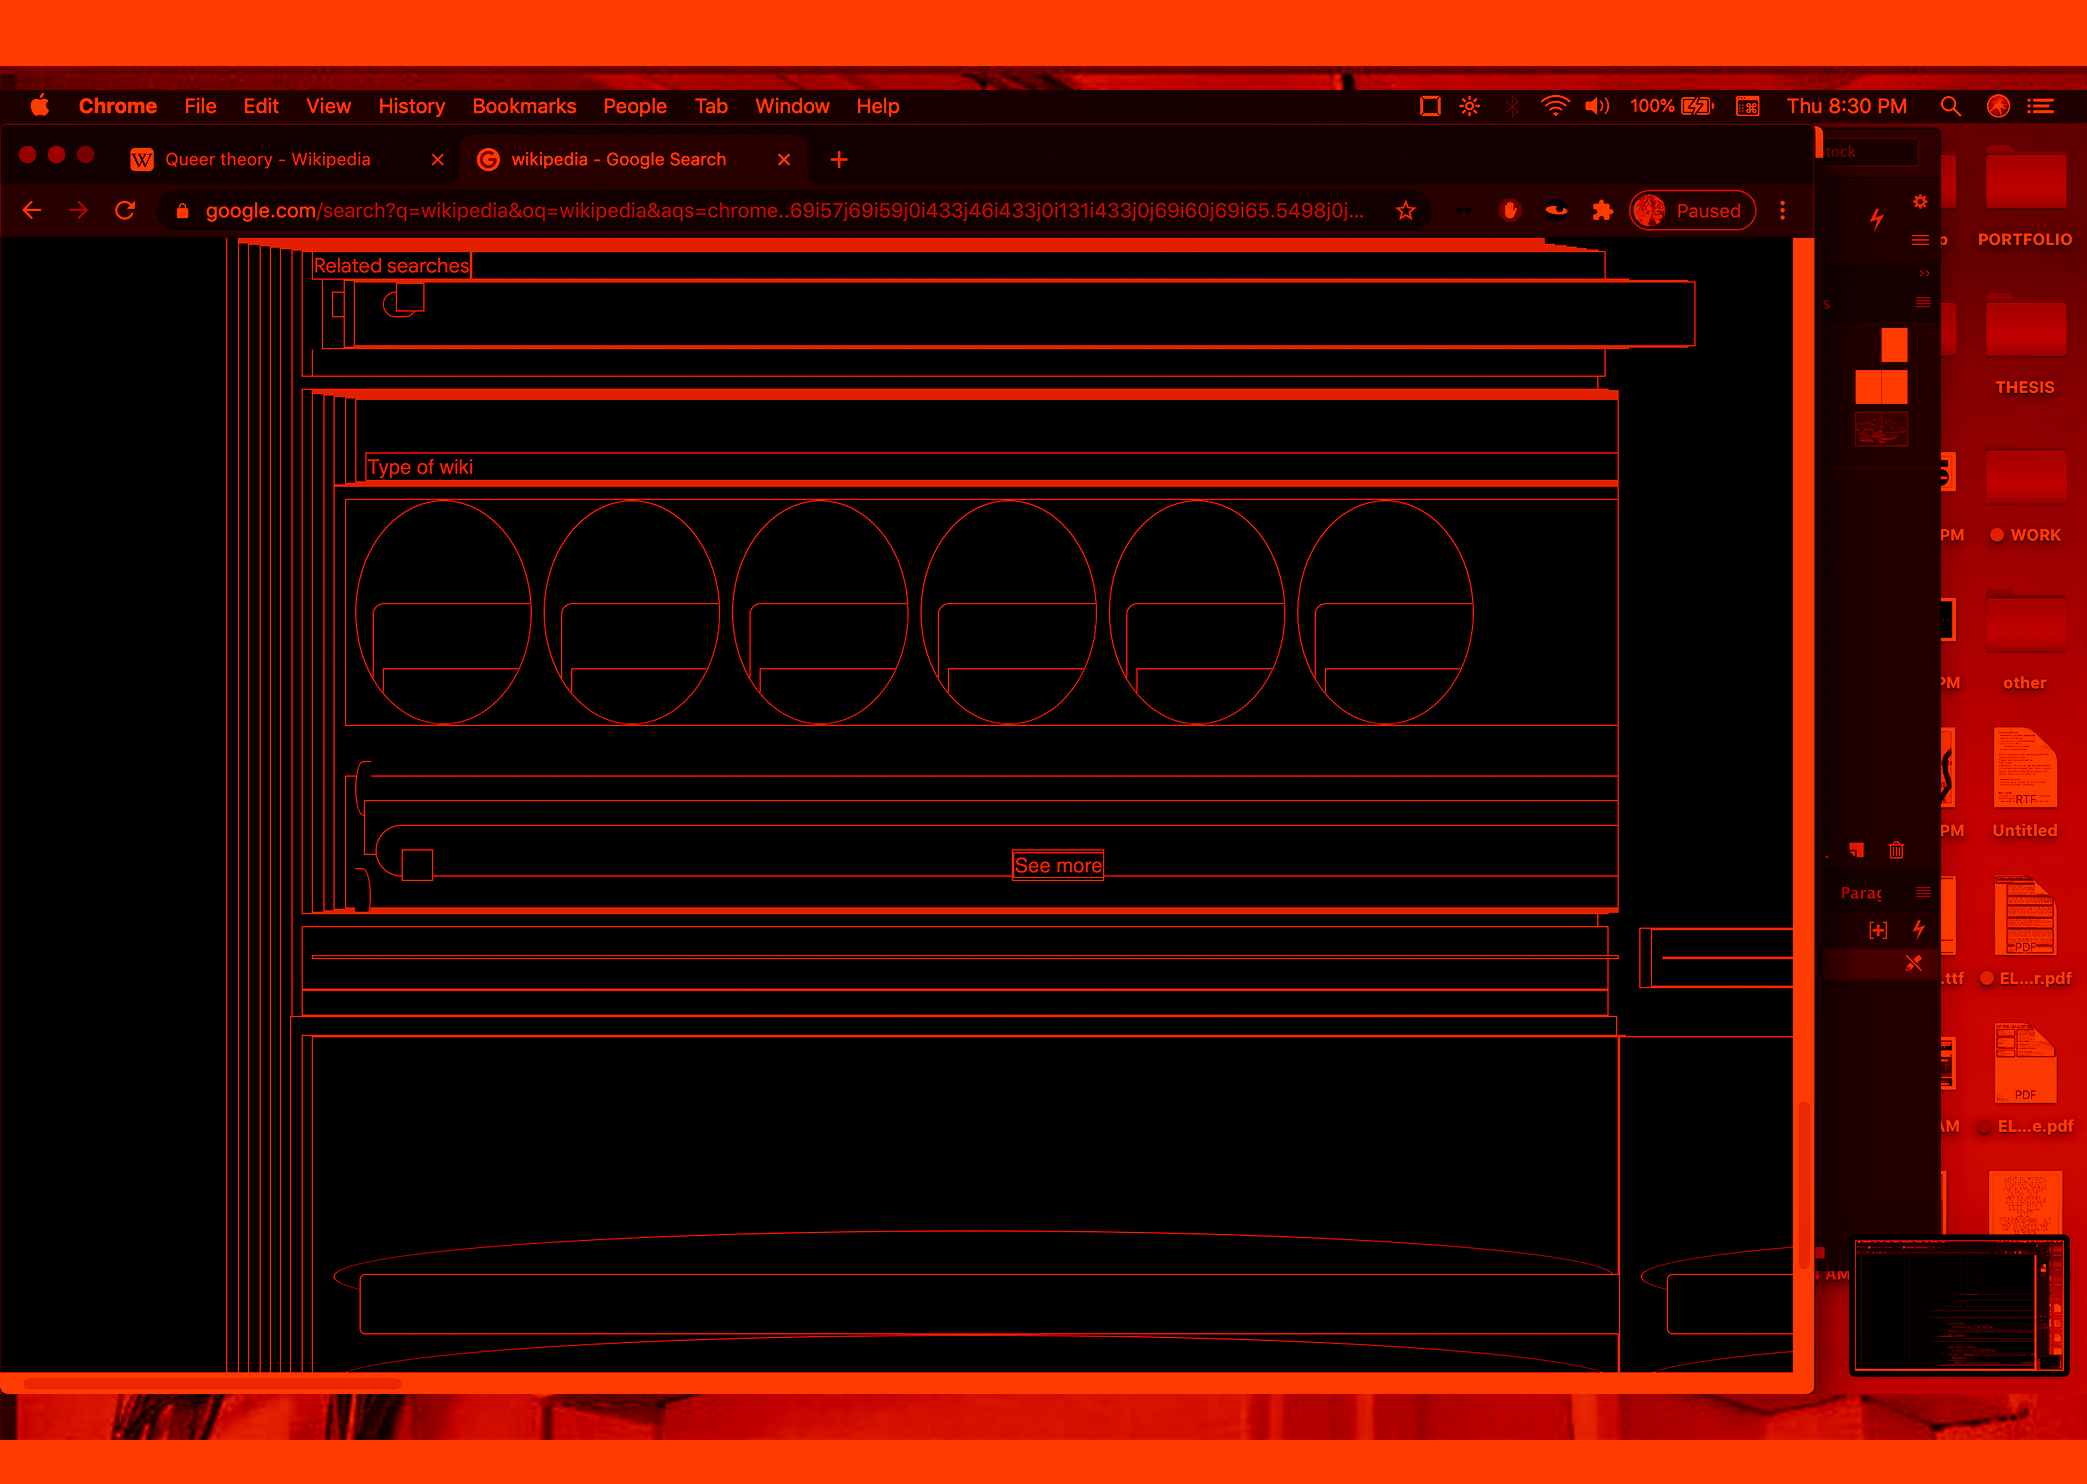 Chrome File Edit View History Bookmarks People Tab Window Help 100% Thu 8:30 PM
Queer theory - Wikipedia
wikipedia - Google Search
google.com/search?q=wikipedia&oq=wikipedia&aqs=chrome..69i57j69i59j0i433j46i433j0i131i433j0j69i60j69i65.5498j0j...
Paused
tock
Related searches
Type of wiki
See more
s
Parag
PORTFOLIO
THESIS
PM
WORK
PM
other
RTF
PM
Untitled
PDF
.ttf
EL...r.pdf
PDF
AM
EL...e.pdf
AM